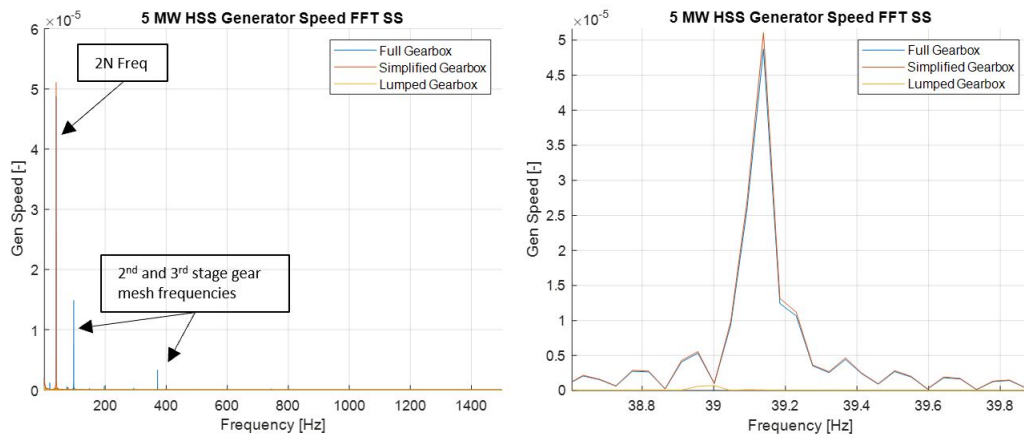 ×10⁻⁵
5 MW HSS Generator Speed FFT SS
6
5
4
3
2
1
0
Gen Speed [-]
2N Freq
2nd and 3rd stage gear
mesh frequencies
Full Gearbox
Simplified Gearbox
Lumped Gearbox
200 400 600 800 1000 1200 1400
Frequency [Hz]
×10⁻⁵
5 MW HSS Generator Speed FFT SS
5
4.5
4
3.5
3
2.5
2
1.5
1
0.5
0
Gen Speed [-]
Full Gearbox
Simplified Gearbox
Lumped Gearbox
38.8 39 39.2 39.4 39.6 39.8
Frequency [Hz]